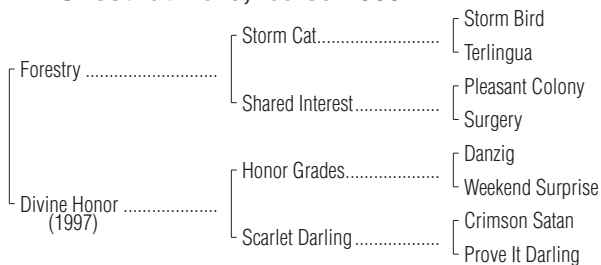 Storm Bird
Storm Cat
Terlingua
Forestry
Pleasant Colony
Shared Interest
Surgery
Danzig
Honor Grades
Weekend Surprise
Divine Honor
(1997)
Crimson Satan
Scarlet Darling
Prove It Darling